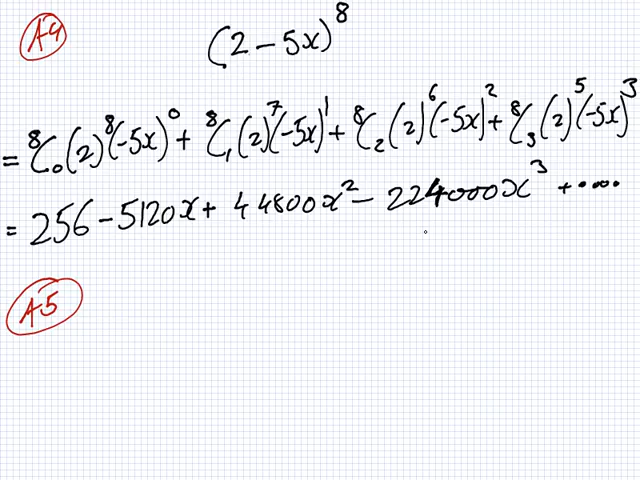 A4
(2 − 5x)⁸
= ⁸C₀(2)⁸(−5x)⁰ + ⁸C₁(2)⁷(−5x)¹ + ⁸C₂(2)⁶(−5x)² + ⁸C₃(2)⁵(−5x)³
= 256 − 5120x + 44800x² − 224000x³ + ....
A5